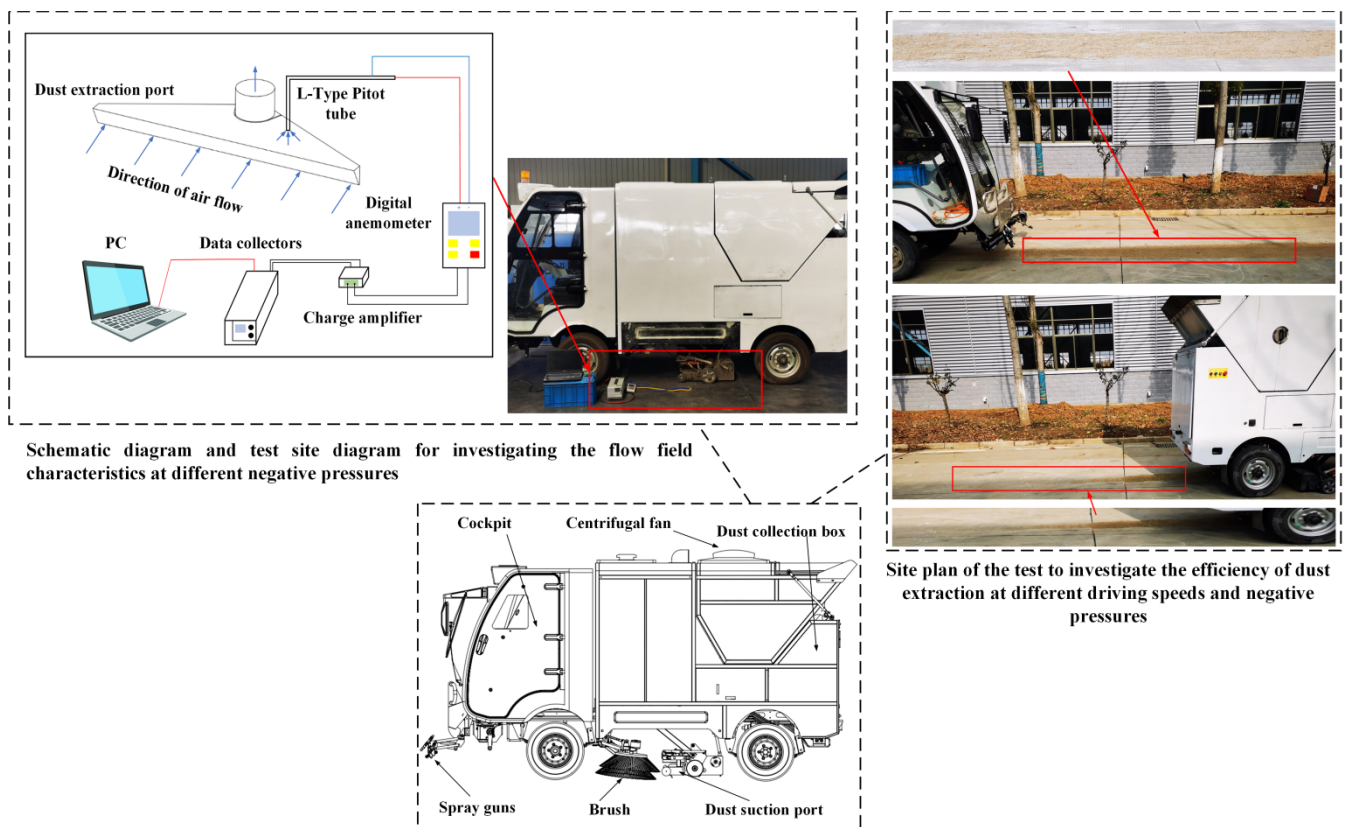 Dust extraction port
L-Type Pitot
tube
Direction of air flow
Digital
anemometer
PC
Data collectors
Charge amplifier
Schematic diagram and test site diagram for investigating the flow field
characteristics at different negative pressures
Site plan of the test to investigate the efficiency of dust
extraction at different driving speeds and negative
pressures
Cockpit
Centrifugal fan
Dust collection box
Spray guns
Brush
Dust suction port